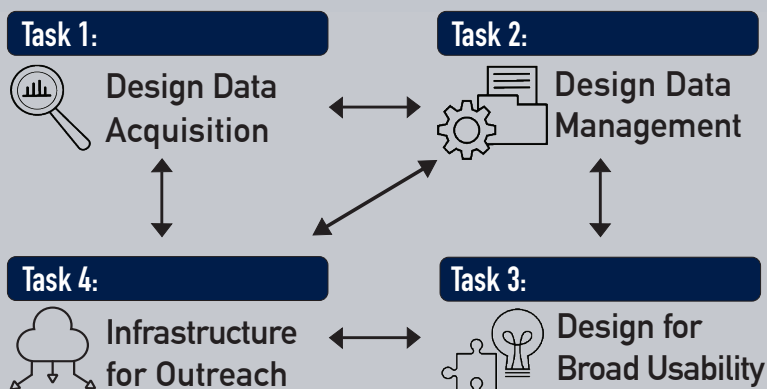 Task 1:
Design Data
Acquisition
Task 2:
Design Data
Management
Task 4:
Infrastructure
for Outreach
Task 3:
Design for
Broad Usability